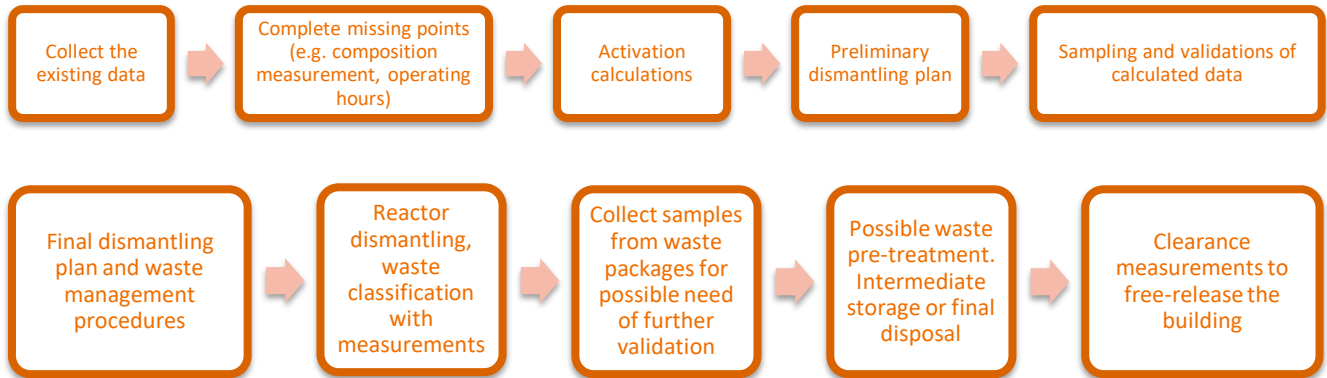 Collect the
existing data
Complete missing points
(e.g. composition
measurement, operating
hours)
Activation
calculations
Preliminary
dismantling plan
Sampling and validations of
calculated data
Final dismantling
plan and waste
management
procedures
Reactor
dismantling,
waste
classification
with
measurements
Collect samples
from waste
packages for
possible need
of further
validation
Possible waste
pre-treatment.
Intermediate
storage or final
disposal
Clearance
measurements to
free-release the
building